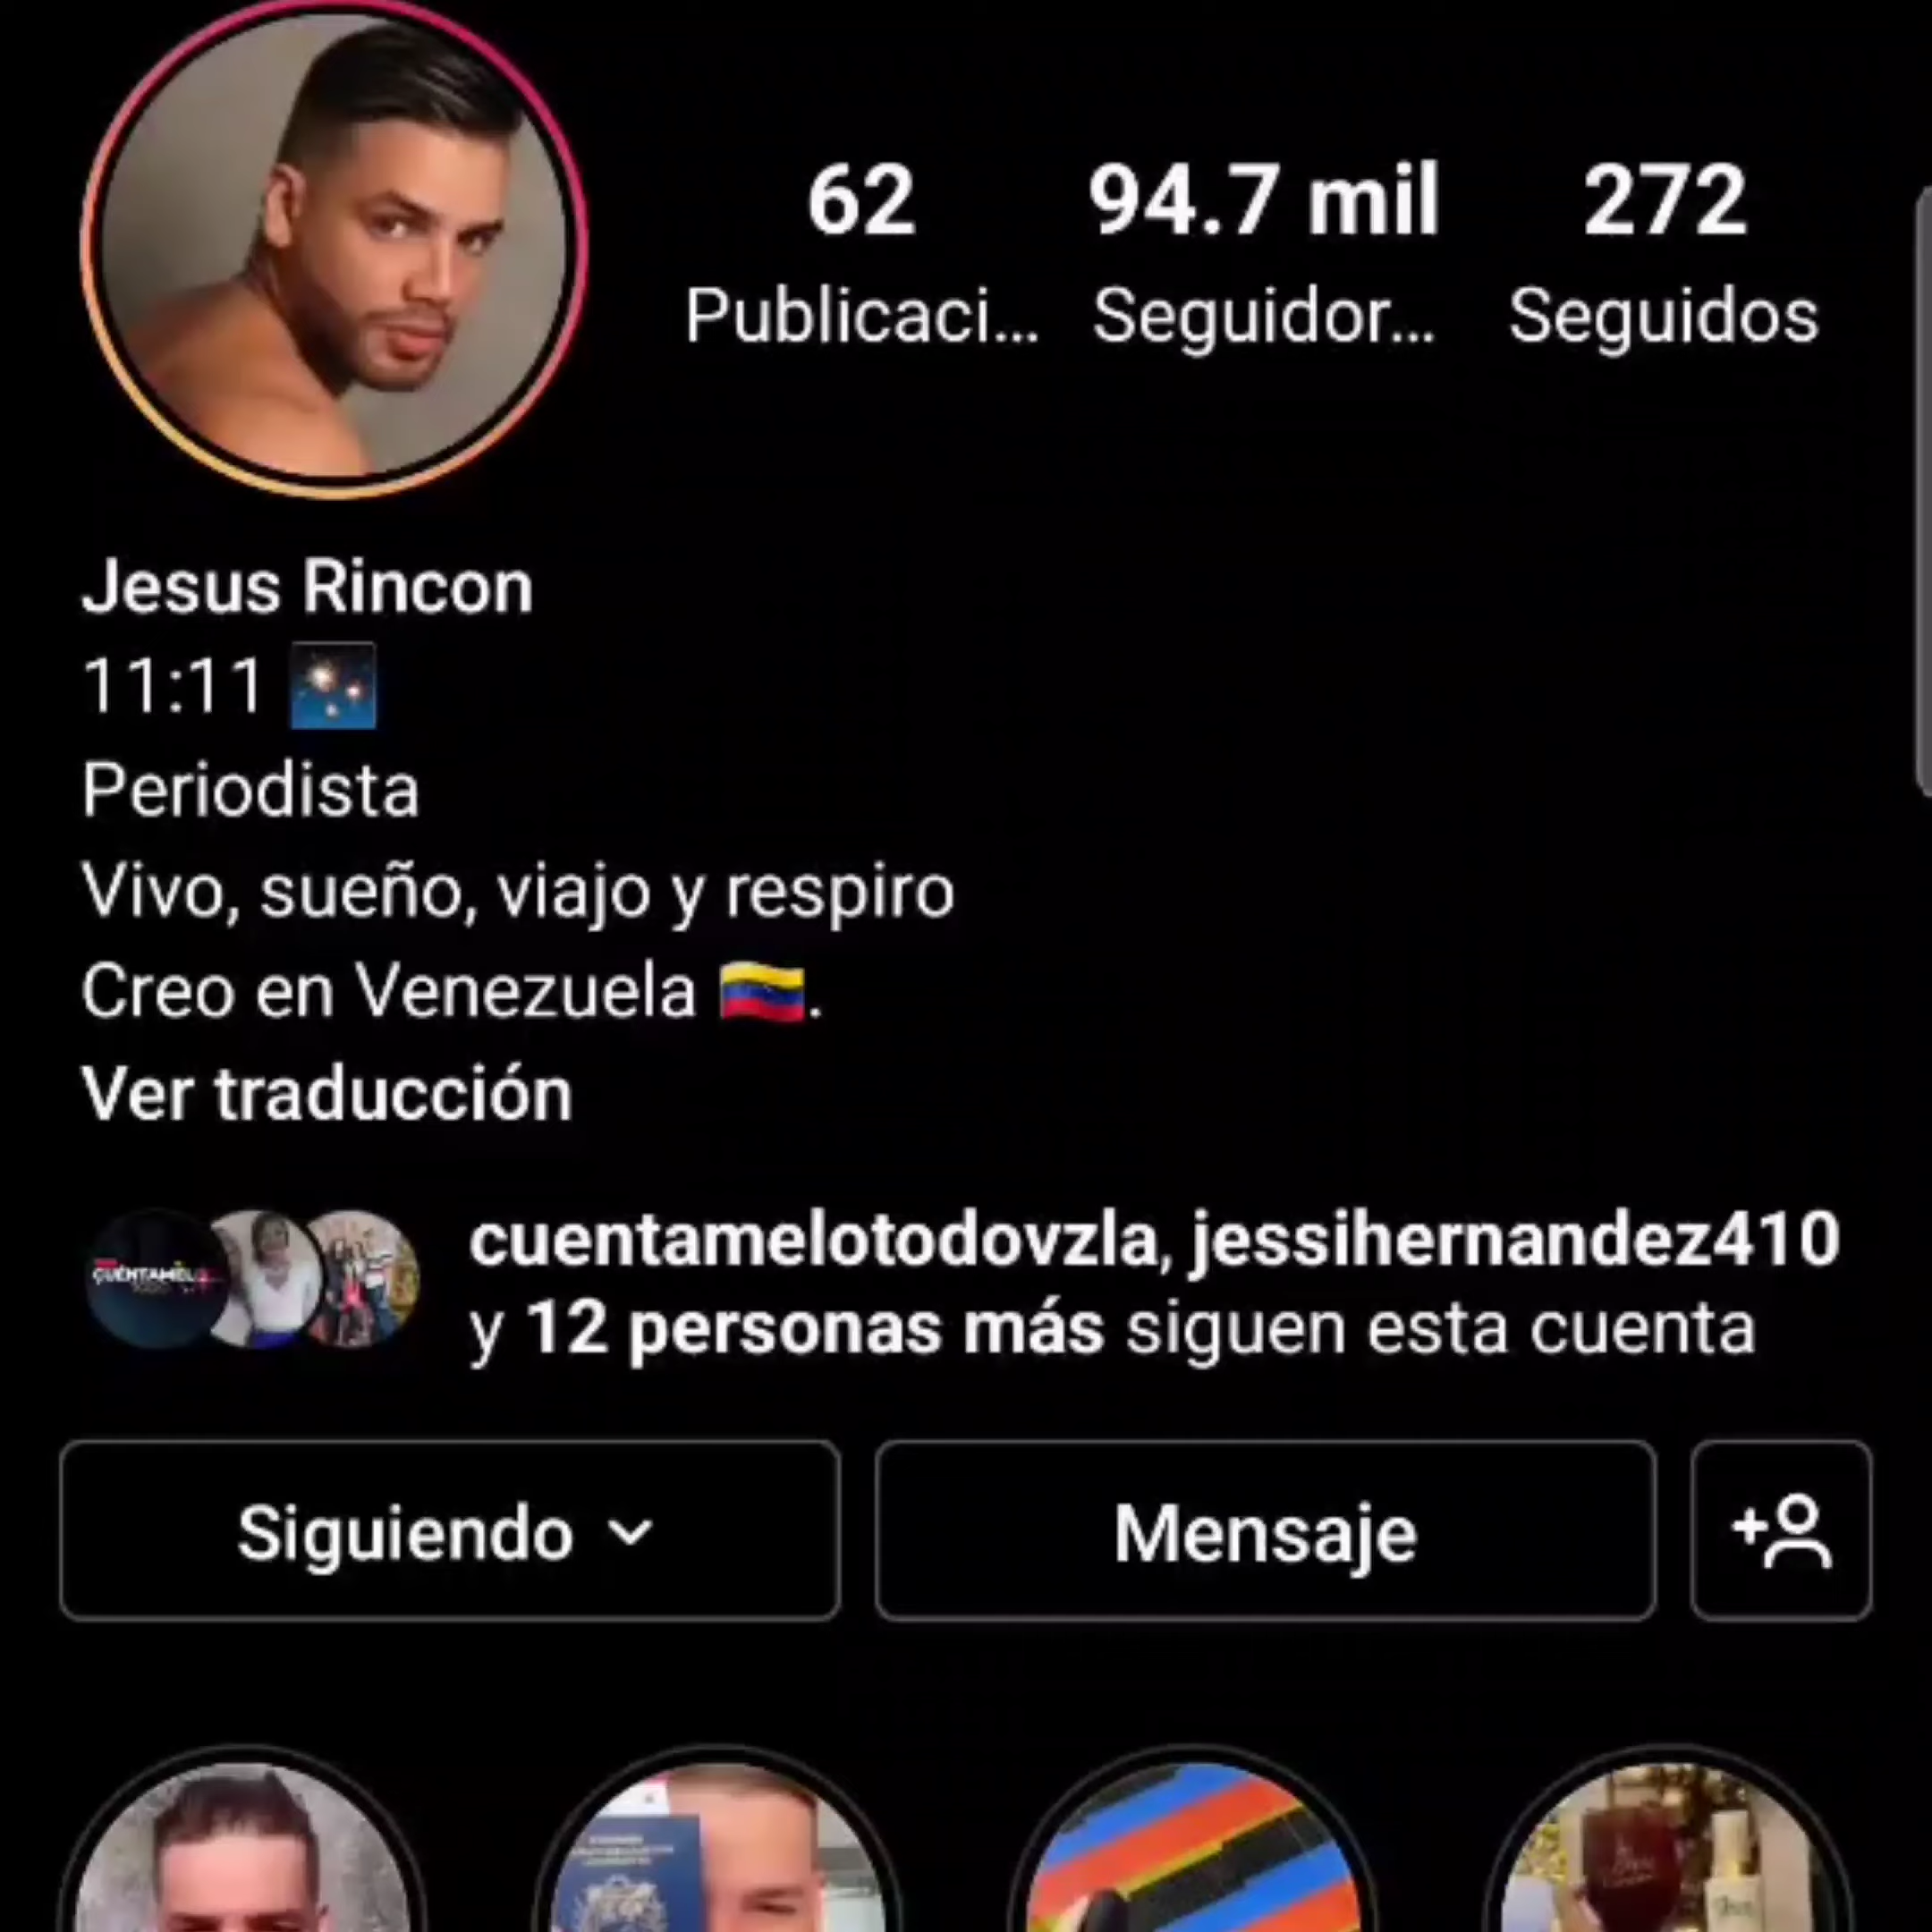 62 94.7 mil 272
Publicaci... Seguidor... Seguidos
Jesus Rincon
11:11
Periodista
Vivo, sueño, viajo y respiro
Creo en Venezuela 🇻🇪.
Ver traducción
CUÉNTAMELO
cuentamelotodovzla, jessihernandez410
y 12 personas más siguen esta cuenta
Siguiendo Mensaje